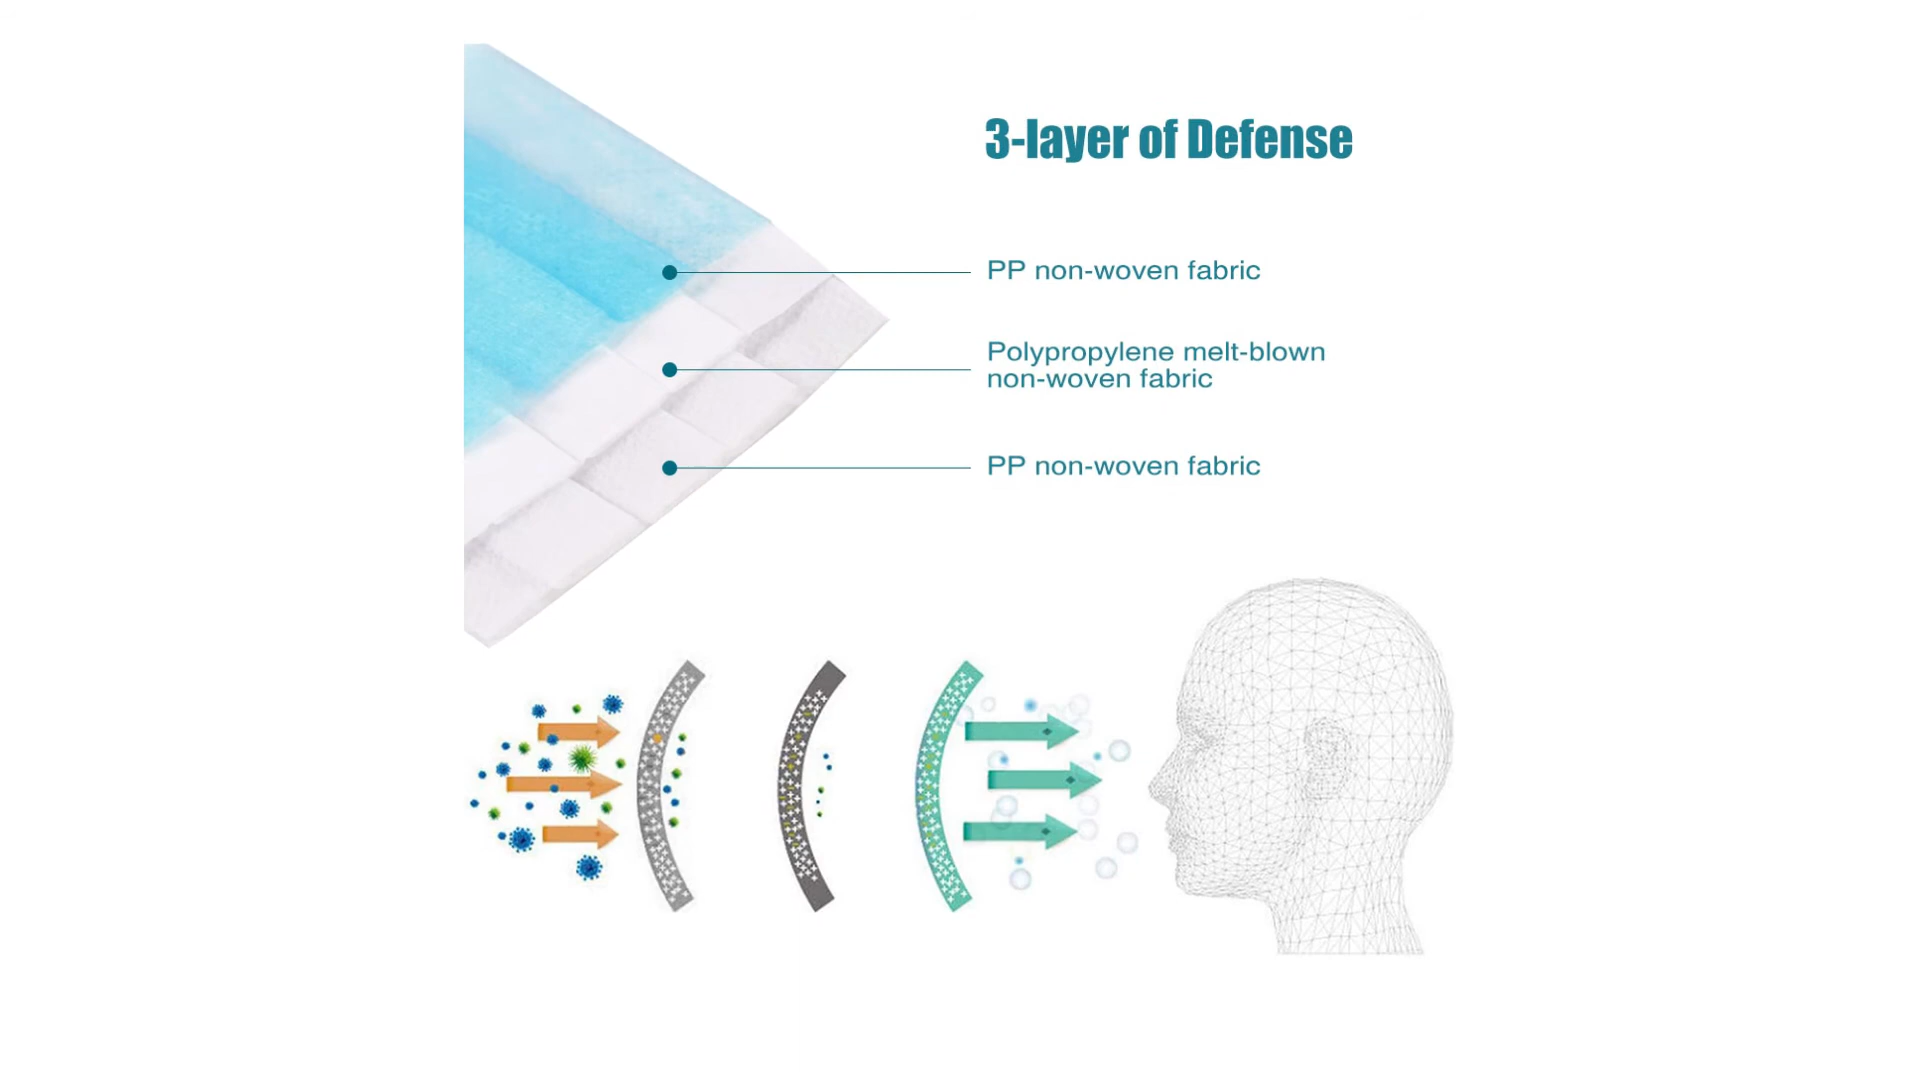 3-layer of Defense
PP non-woven fabric
Polypropylene melt-blown
non-woven fabric
PP non-woven fabric